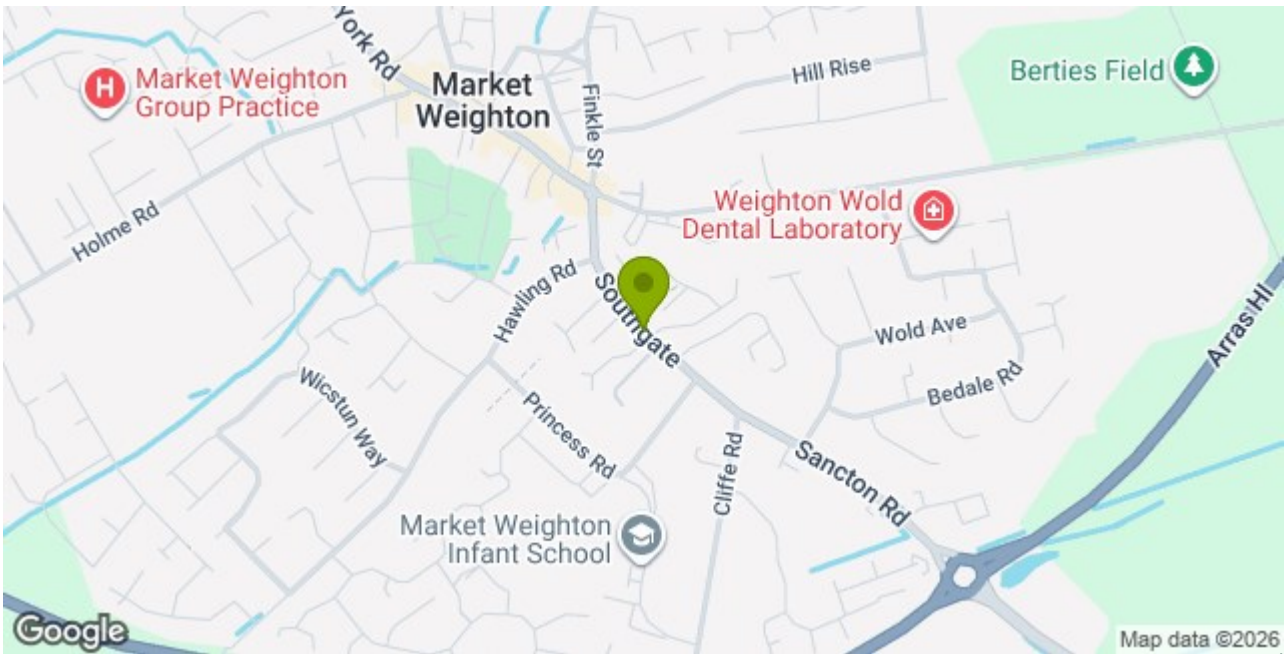 York Rd
Market
Weighton
Market Weighton
Group Practice
H
Finkle St
Hill Rise
Berties Field
Holme Rd
Weighton Wold
Dental Laboratory
Hawling Rd
Southgate
Wold Ave
Arras Hl
Bedale Rd
Wicstun Way
Princess Rd
Cliffe Rd
Sancton Rd
Market Weighton
Infant School
Google
Map data ©2026